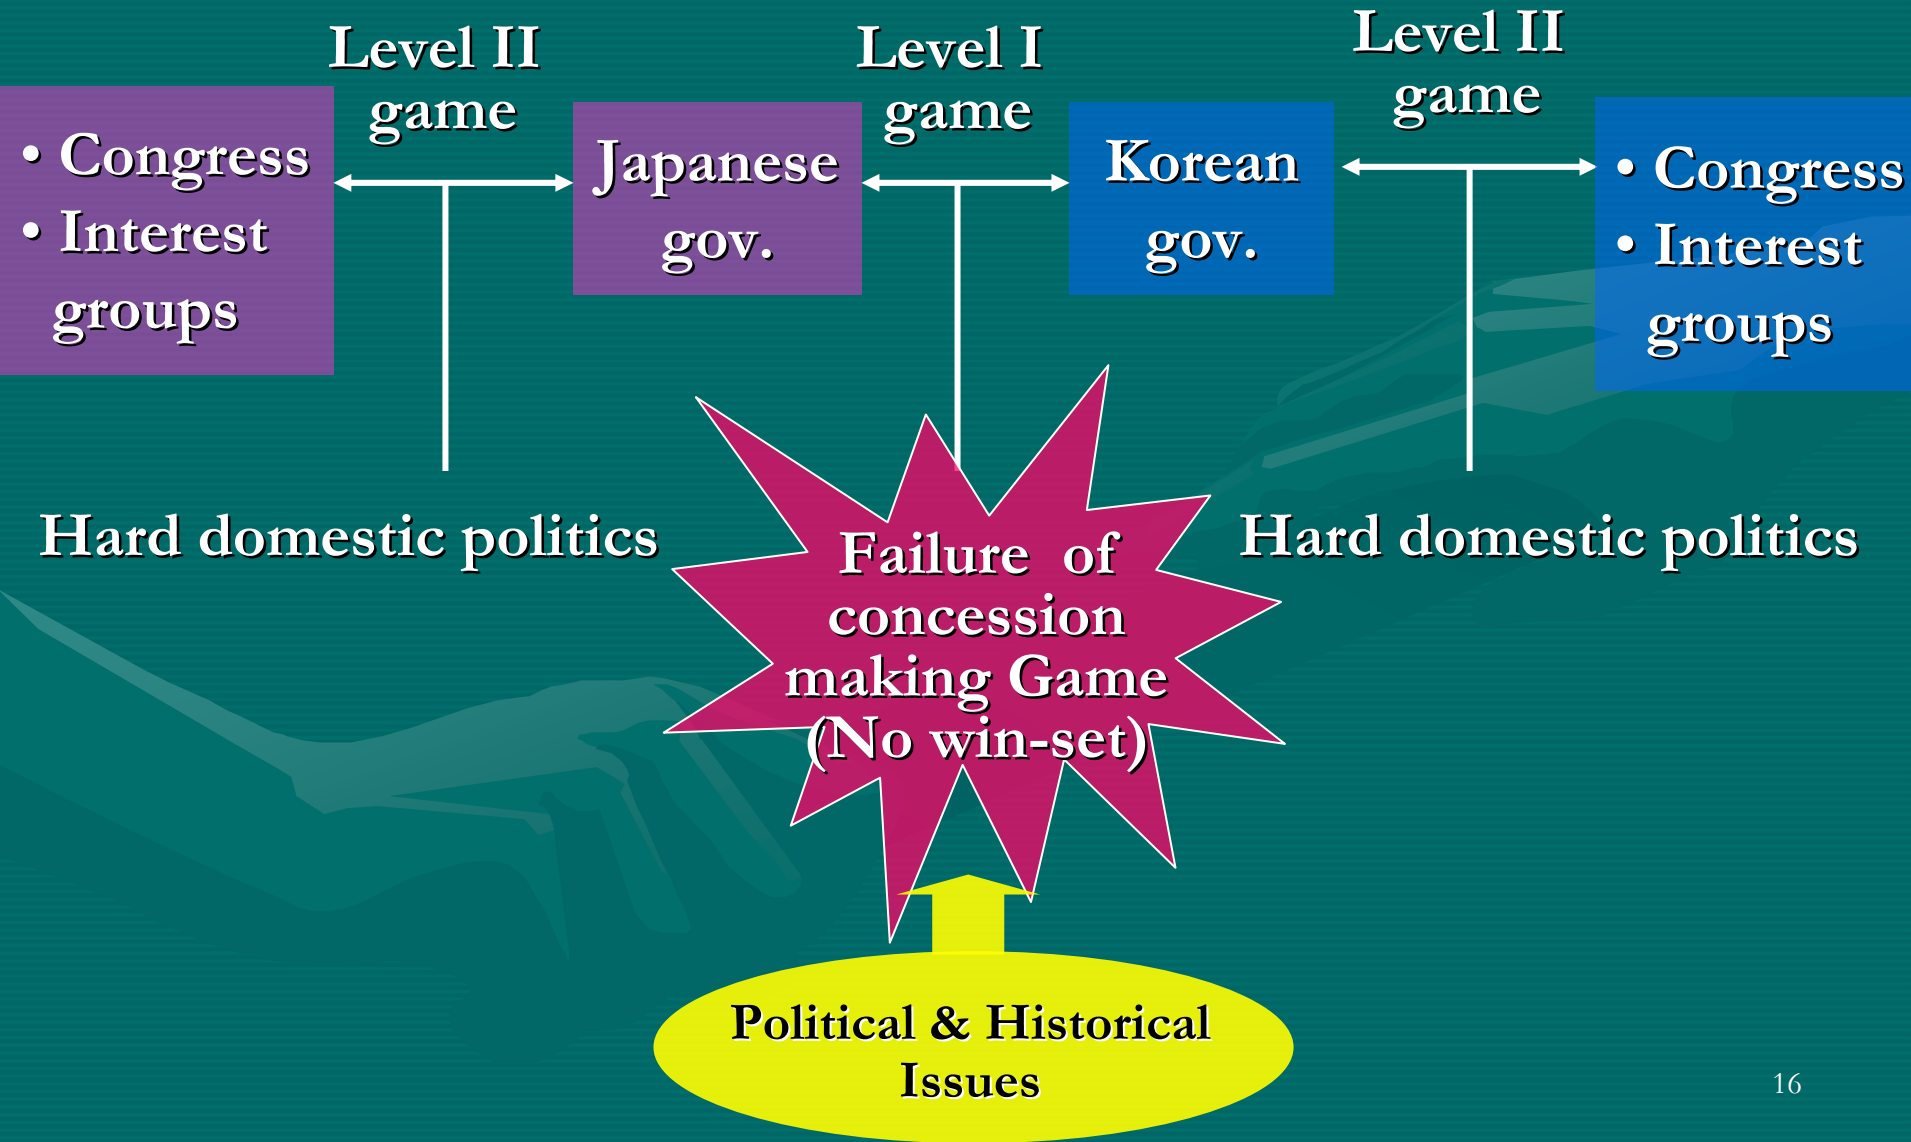 Level II
game
Level I
game
Level II
game
• Congress
• Interest
groups
Japanese
gov.
Korean
gov.
• Congress
• Interest
groups
Hard domestic politics
Failure of
concession
making Game
(No win-set)
Hard domestic politics
Political & Historical
Issues
16